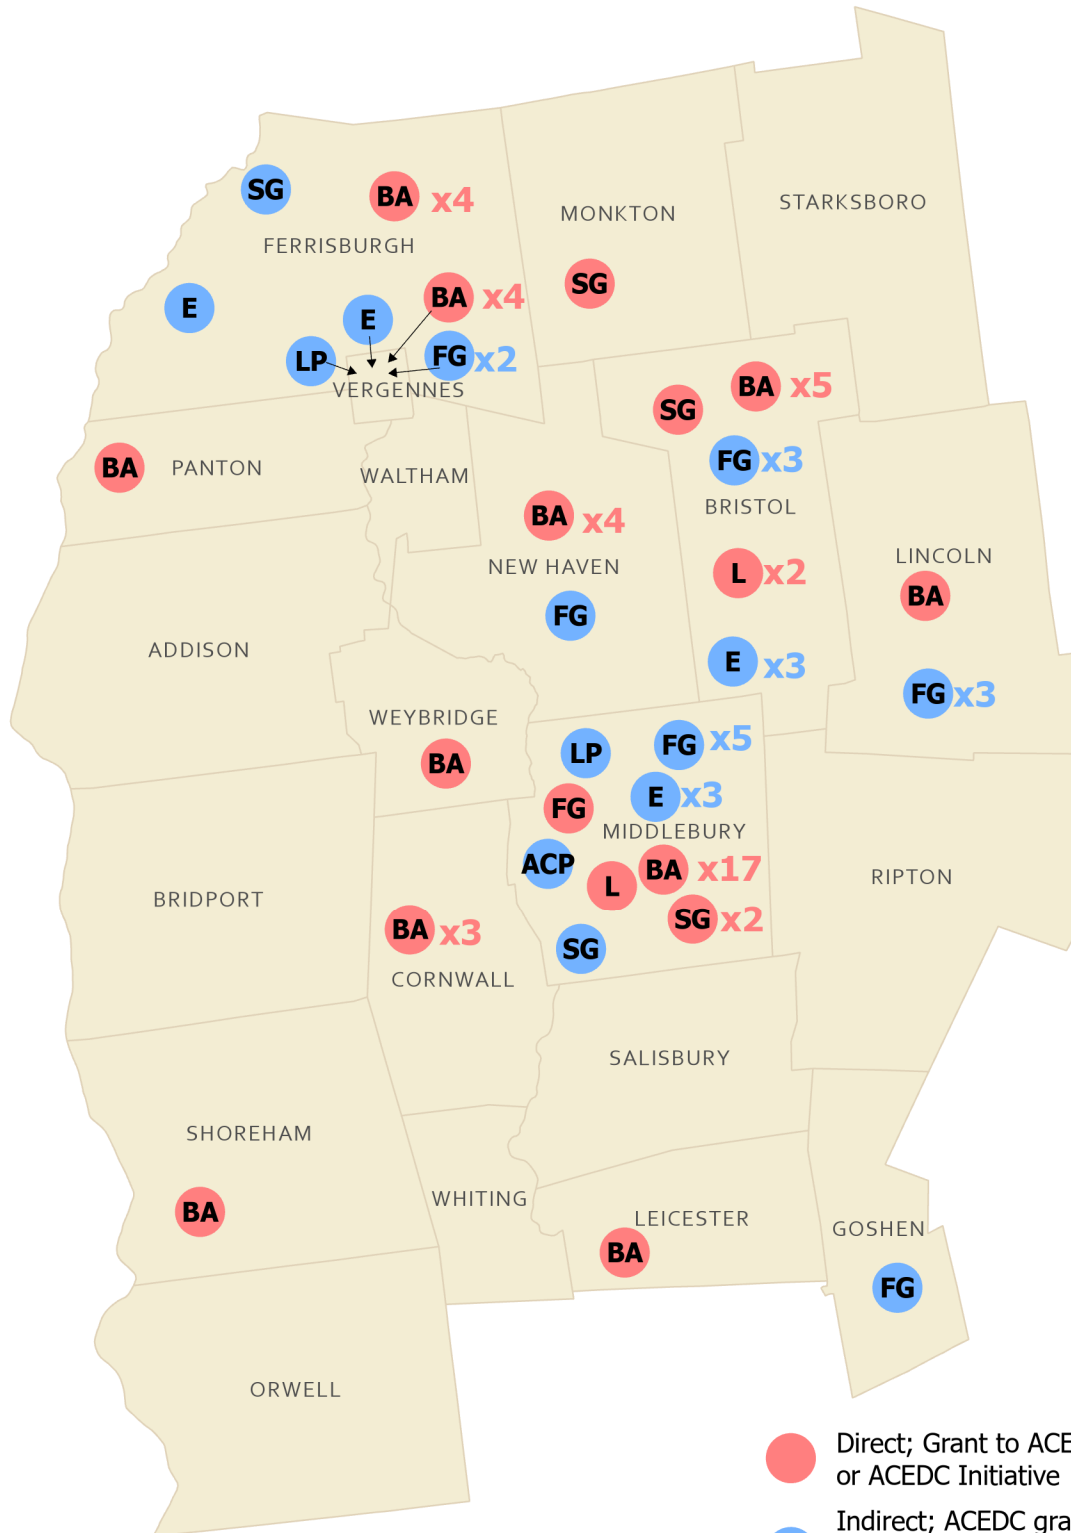 SG
BA x4
STARKSBORO
MONKTON
FERRISBURGH
SG
E
BA x4
E
LP
FG x2
VERGENNES
BA x5
SG
FG x3
BA
PANTON
WALTHAM
BRISTOL
BA x4
NEW HAVEN
LINCOLN
L x2
BA
FG
ADDISON
E x3
FG x3
WEYBRIDGE
BA
LP
FG x5
E x3
FG
MIDDLEBURY
ACP
BA x17
L
RIPTON
BRIDPORT
SG x2
BA x3
SG
CORNWALL
SALISBURY
SHOREHAM
WHITING
BA
LEICESTER
GOSHEN
BA
FG
ORWELL
Direct; Grant to ACE
or ACEDC Initiative
Indirect; ACEDC gra